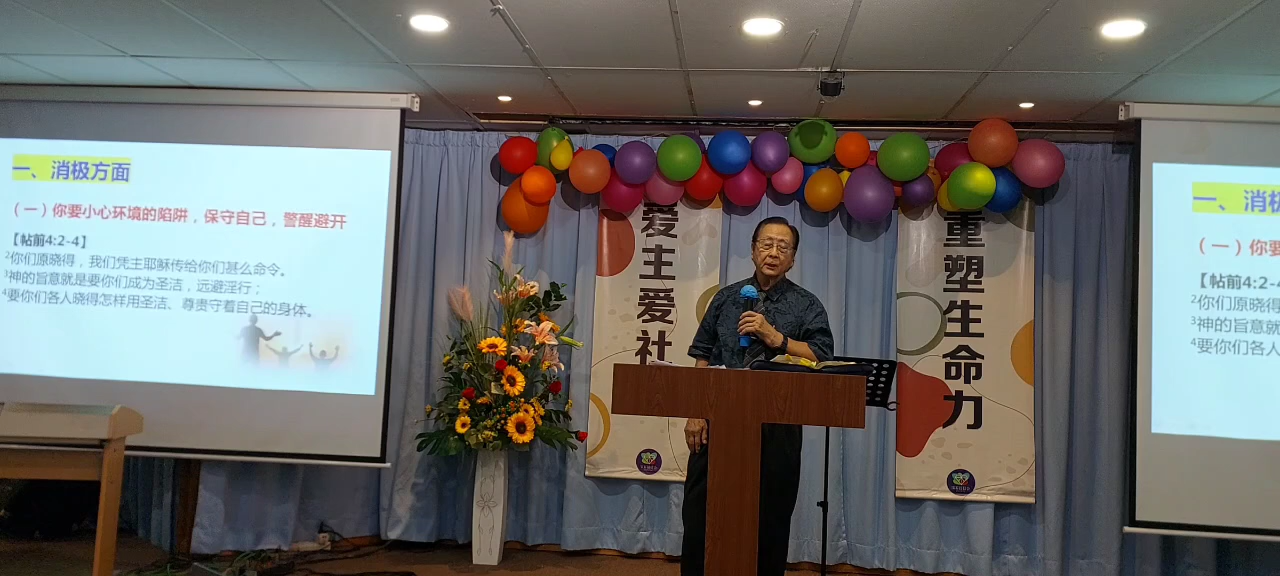 一、消极方面
（一）你要小心环境的陷阱，保守自己，警醒避开
【帖前4:2-4】
²你们原晓得，我们凭主耶稣传给你们甚么命令。
³神的旨意就是要你们成为圣洁，远避淫行；
⁴要你们各人晓得怎样用圣洁、尊贵守着自己的身体。
爱主爱社
重塑生命力
一、消极
（一）你要
【帖前4:2-4
²你们原晓得
³神的旨意就
⁴要你们各人